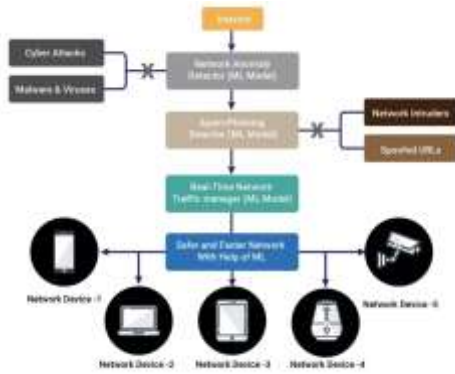 Cyber Attacks
Malware & Viruses
Network Anomaly
Detector (ML Model)
Network Intruders
Spoofed URLs
Spam/Phishing
(ML Model)
Real-Time Network
Traffic manager (ML Model)
Safer and Faster Network
With Help of ML
Network Device -1
Network Device -2
Network Device -3
Network Device -4
Network Device -5